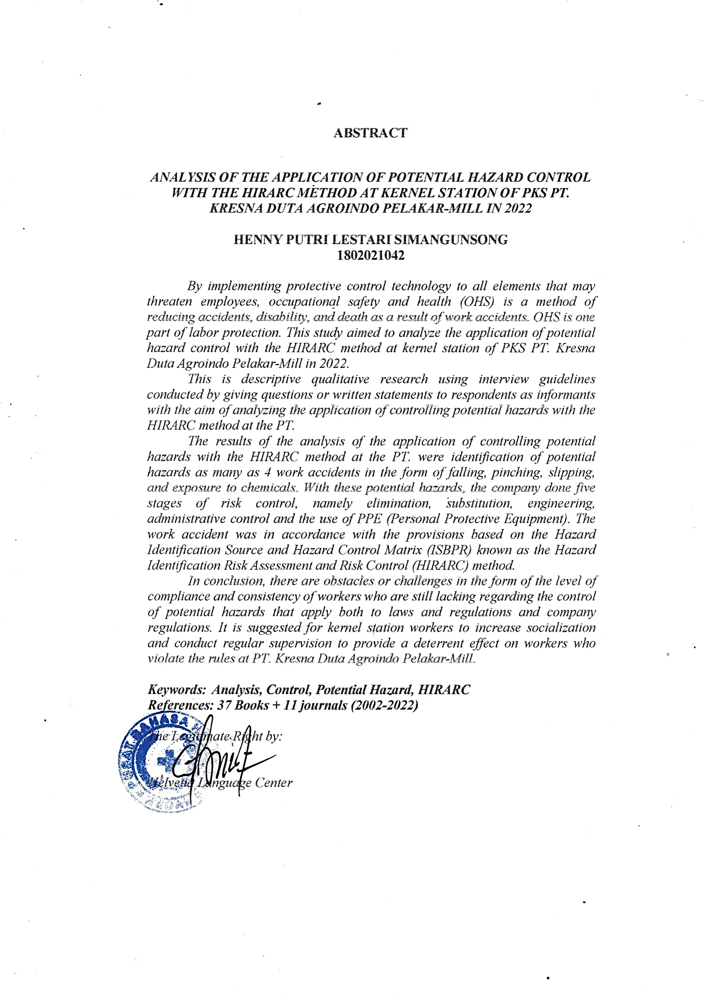 ABSTRACT
ANALYSIS OF THE APPLICATION OF POTENTIAL HAZARD CONTROL
WITH THE HIRARC METHOD AT KERNEL STATION OF PKS PT.
KRESNA DUTA AGROINDO PELAKAR-MILL IN 2022
HENNY PUTRI LESTARI SIMANGUNSONG
1802021042
By implementing protective control technology to all elements that may
threaten employees, occupational safety and health (OHS) is a method of
reducing accidents, disability, and death as a result of work accidents. OHS is one
part of labor protection. This study aimed to analyze the application of potential
hazard control with the HIRARC method at kernel station of PKS PT. Kresna
Duta Agroindo Pelakar-Mill in 2022.
This is descriptive qualitative research using interview guidelines
conducted by giving questions or written statements to respondents as informants
with the aim of analyzing the application of controlling potential hazards with the
HIRARC method at the PT.
The results of the analysis of the application of controlling potential
hazards with the HIRARC method at the PT. were identification of potential
hazards as many as 4 work accidents in the form of falling, pinching, slipping,
and exposure to chemicals. With these potential hazards, the company done five
stages of risk control, namely elimination, substitution, engineering,
administrative control and the use of PPE (Personal Protective Equipment). The
work accident was in accordance with the provisions based on the Hazard
Identification Source and Hazard Control Matrix (ISBPR) known as the Hazard
Identification Risk Assessment and Risk Control (HIRARC) method.
In conclusion, there are obstacles or challenges in the form of the level of
compliance and consistency of workers who are still lacking regarding the control
of potential hazards that apply both to laws and regulations and company
regulations. It is suggested for kernel station workers to increase socialization
and conduct regular supervision to provide a deterrent effect on workers who
violate the rules at PT. Kresna Duta Agroindo Pelakar-Mill.
Keywords: Analysis, Control, Potential Hazard, HIRARC
References: 37 Books + 11 journals (2002-2022)
The Legitimate Right by:
Helvetia Language Center
PUSAT BAHASA